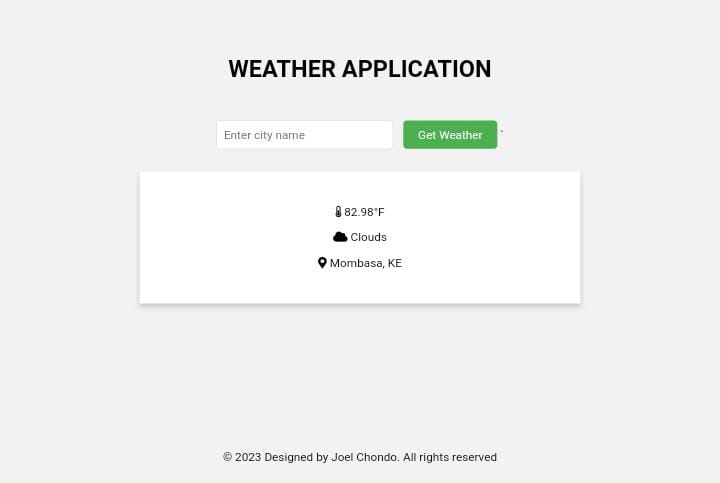 WEATHER APPLICATION
Enter city name Get Weather `
82.98°F
Clouds
Mombasa, KE
© 2023 Designed by Joel Chondo. All rights reserved